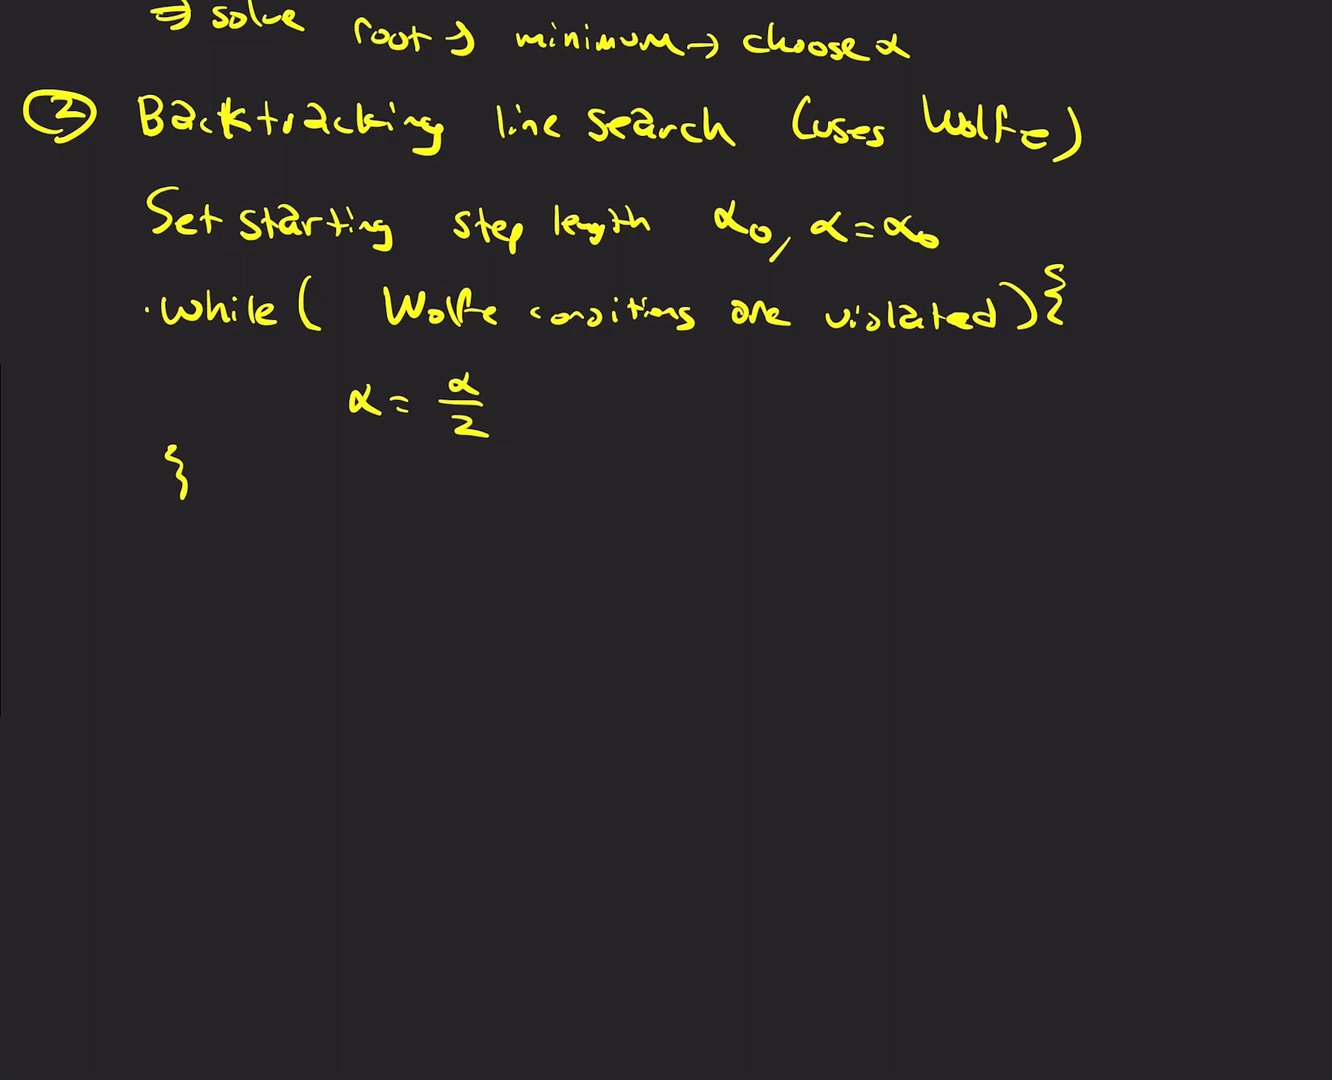 ⇒ solve root → minimum → choose α
② Backtracking line search (uses Wolfe)
Set starting step length α₀, α = α₀
· while ( Wolfe conditions are violated ) {
α = α/2
}